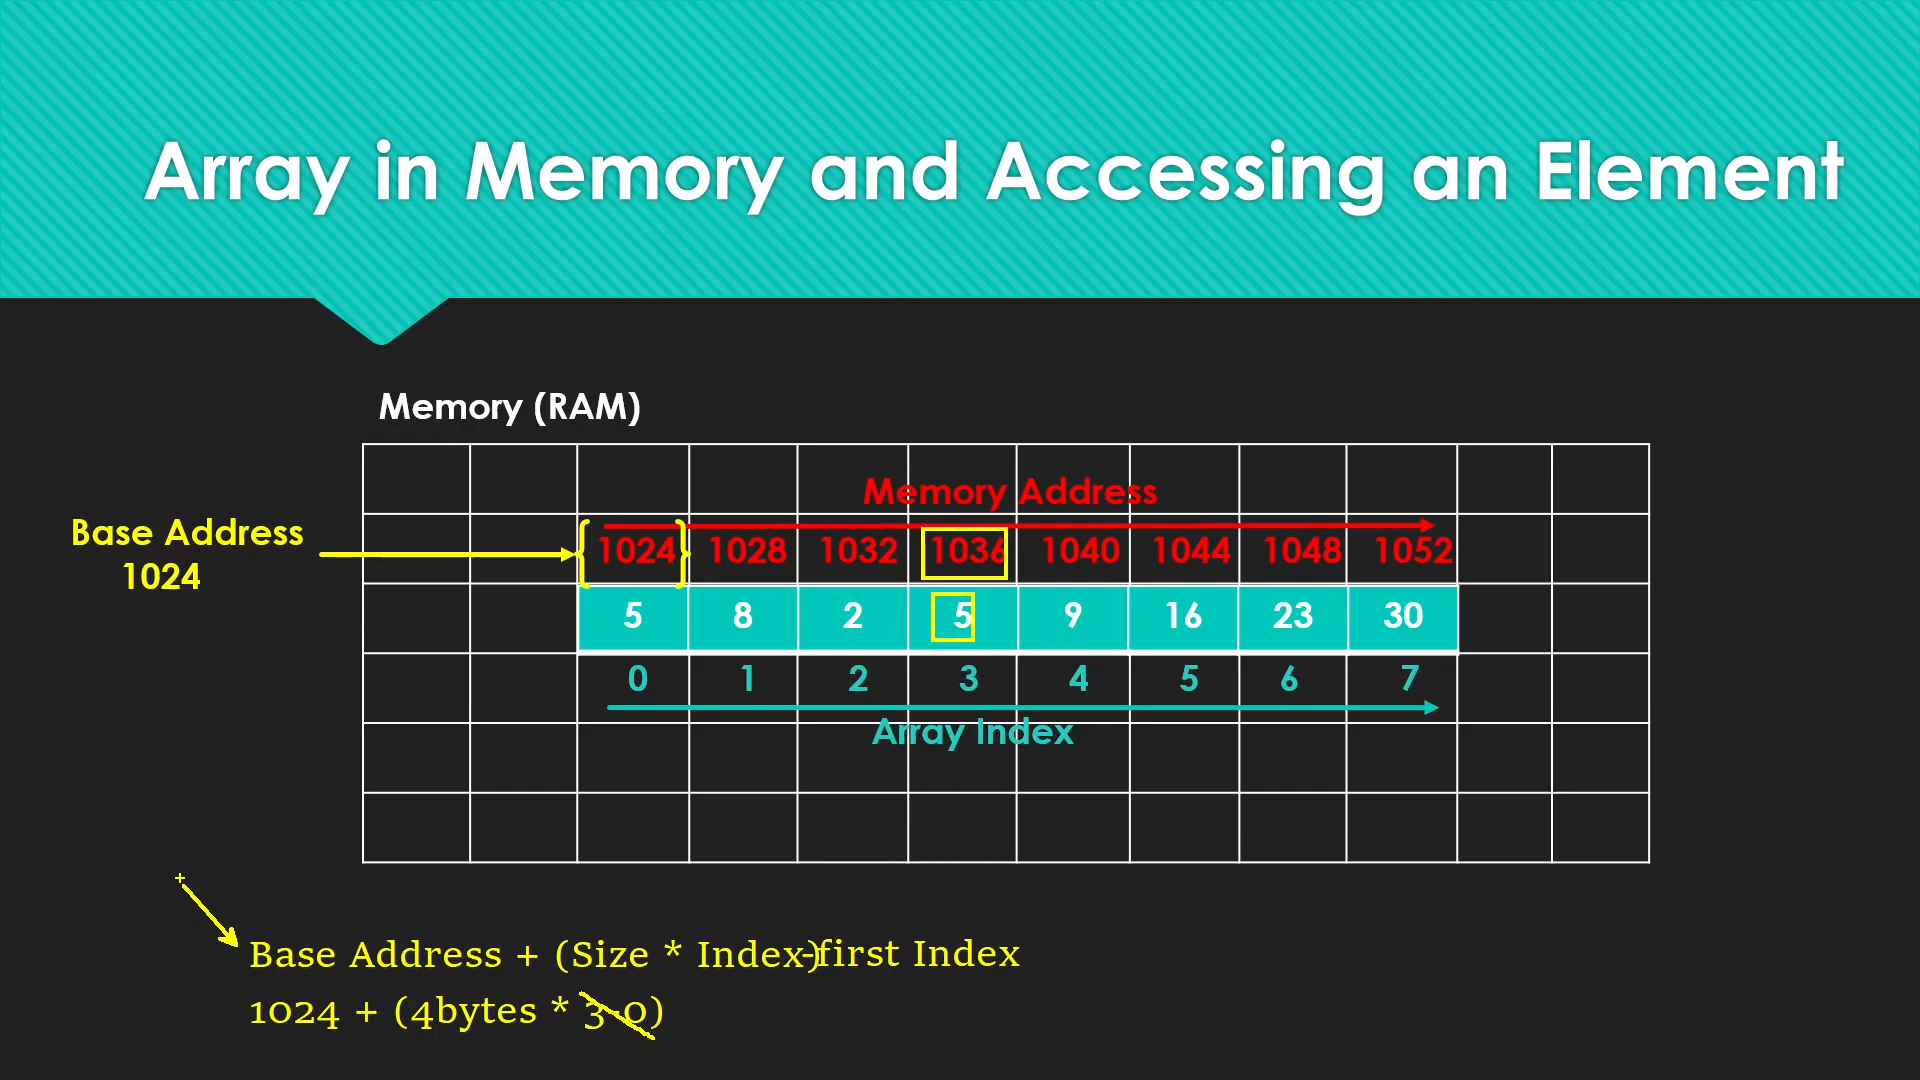 Array in Memory and Accessing an Element
Memory (RAM)
Memory Address
Base Address
1024
1024 1028 1032 1036 1040 1044 1048 1052
5 8 2 5 9 16 23 30
0 1 2 3 4 5 6 7
Array Index
Base Address + (Size * Index)-first Index
1024 + (4bytes * 3-0)